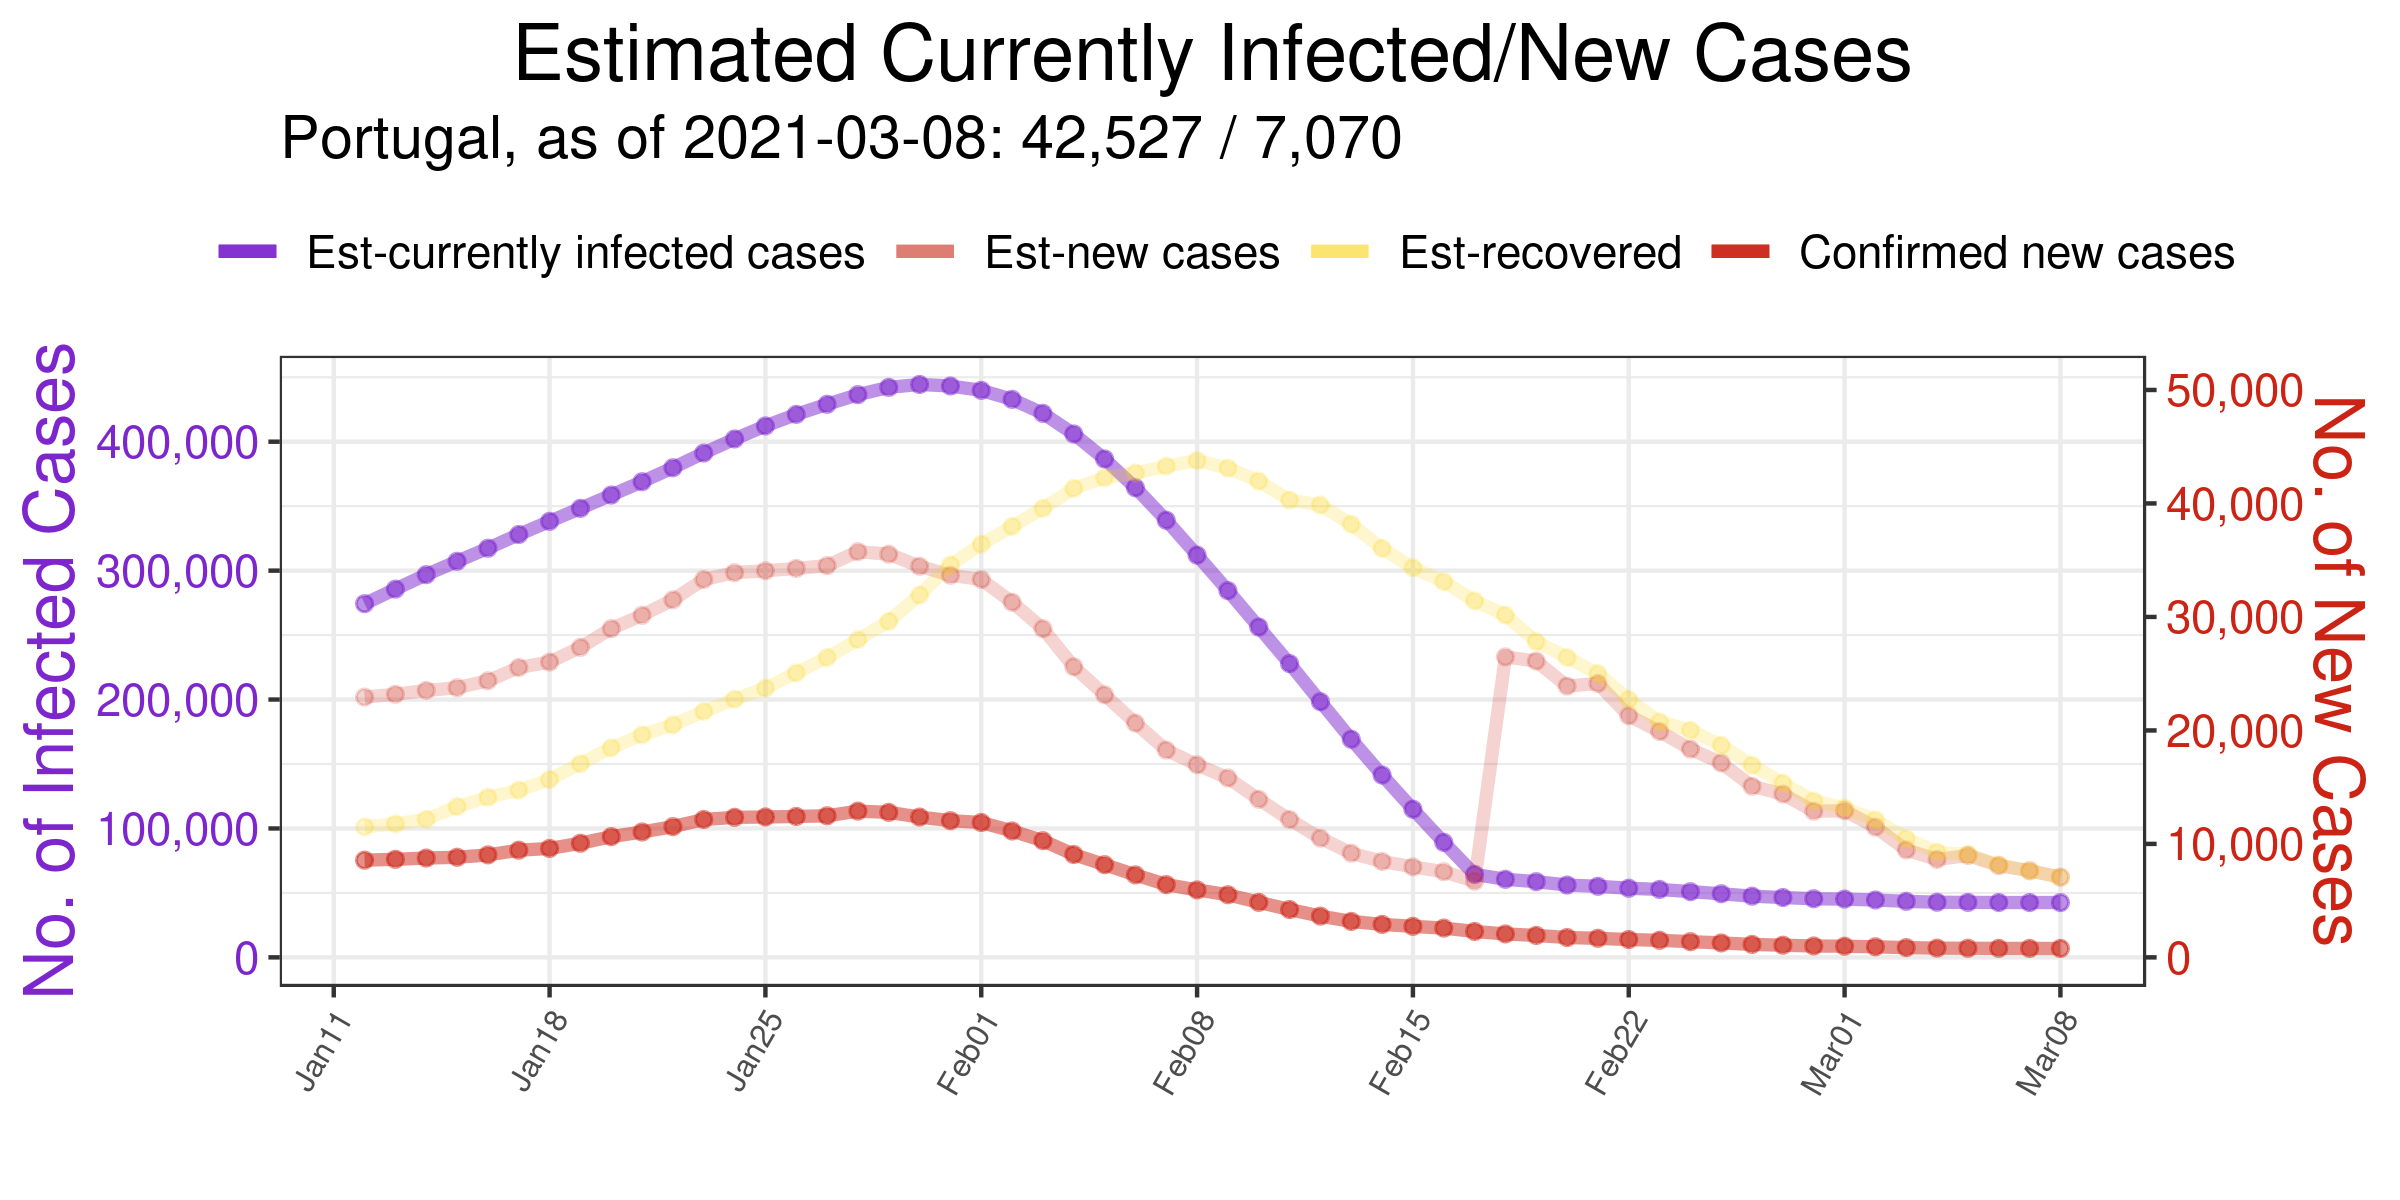 Estimated Currently Infected/New Cases
Portugal, as of 2021-03-08: 42,527 / 7,070
Est-currently infected cases
Est-new cases
Est-recovered
Confirmed new cases
No. of Infected Cases
400,000
300,000
200,000
100,000
0
50,000
40,000
30,000
20,000
10,000
0
No. of New Cases
Jan11
Jan18
Jan25
Feb01
Feb08
Feb15
Feb22
Mar01
Mar08